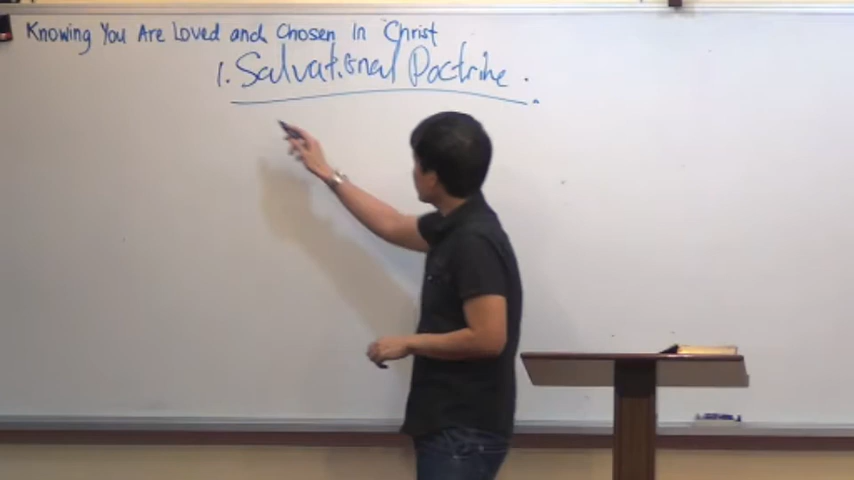 Knowing You Are Loved and Chosen In Christ
1. Salvational Doctrine.